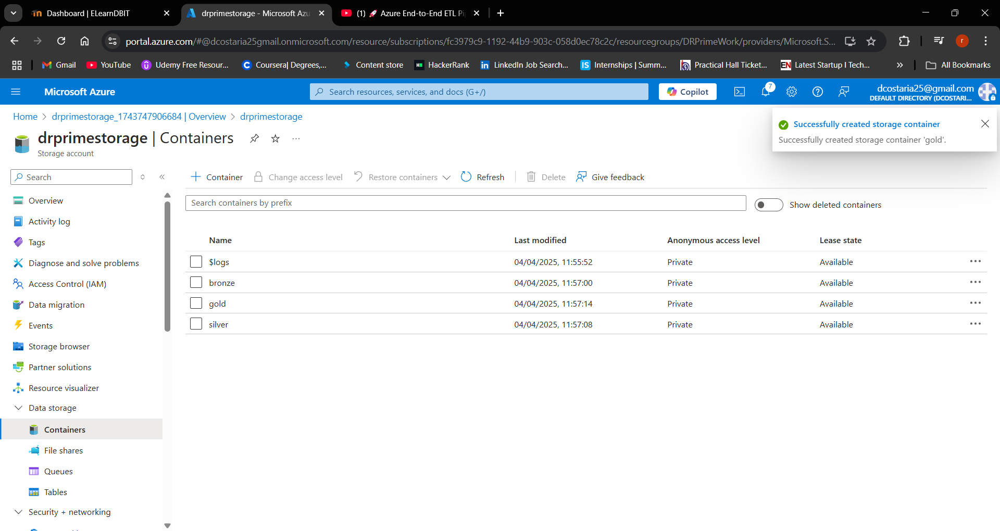 Dashboard | ELearnDBIT
drprimestorage - Microsoft Azu
(1) 🚀 Azure End-to-End ETL Pi
portal.azure.com/#@dcostaria25gmail.onmicrosoft.com/resource/subscriptions/fc3979c9-1192-44b9-903c-058d0ec78c2c/resourcegroups/DRPrimeWork/providers/Microsoft.S...
r
Gmail
YouTube
Udemy Free Resour...
Coursera| Degrees,...
Content store
HackerRank
LinkedIn Job Search...
Internships | Summ...
Practical Hall Ticket...
Latest Startup I Tech...
All Bookmarks
Microsoft Azure
Search resources, services, and docs (G+/)
Copilot
7
dcostaria25@gmail.com
DEFAULT DIRECTORY (DCOSTARI...
Home > drprimestorage_1743747906684 | Overview > drprimestorage
drprimestorage | Containers
Storage account
Successfully created storage container
Successfully created storage container 'gold'.
Search
Container
Change access level
Restore containers
Refresh
Delete
Give feedback
Search containers by prefix
Show deleted containers
Overview
Activity log
Tags
Diagnose and solve problems
Access Control (IAM)
Data migration
Events
Storage browser
Partner solutions
Resource visualizer
Data storage
Containers
File shares
Queues
Tables
Security + networking
Name Last modified Anonymous access level Lease state
$logs 04/04/2025, 11:55:52 Private Available
bronze 04/04/2025, 11:57:00 Private Available
gold 04/04/2025, 11:57:14 Private Available
silver 04/04/2025, 11:57:08 Private Available